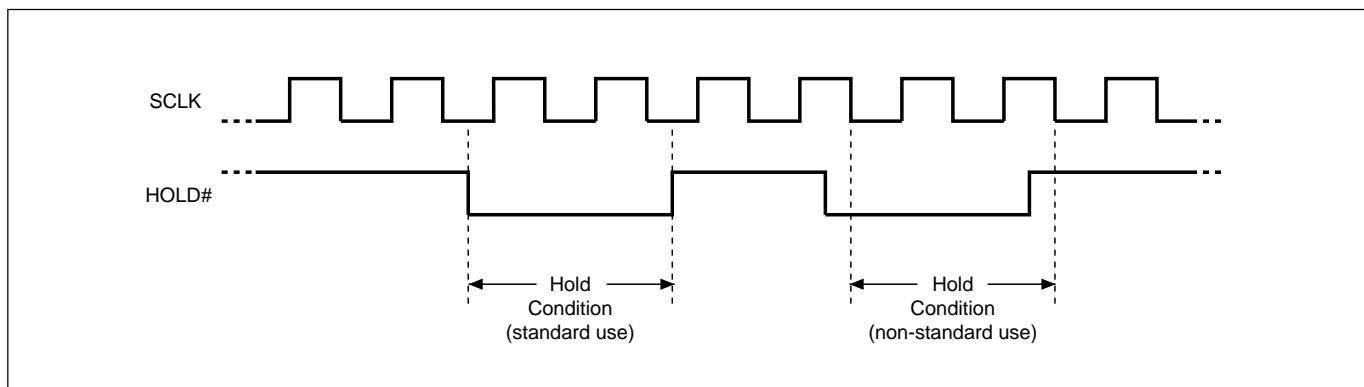 SCLK
HOLD#
Hold
Condition
(standard use)
Hold
Condition
(non-standard use)